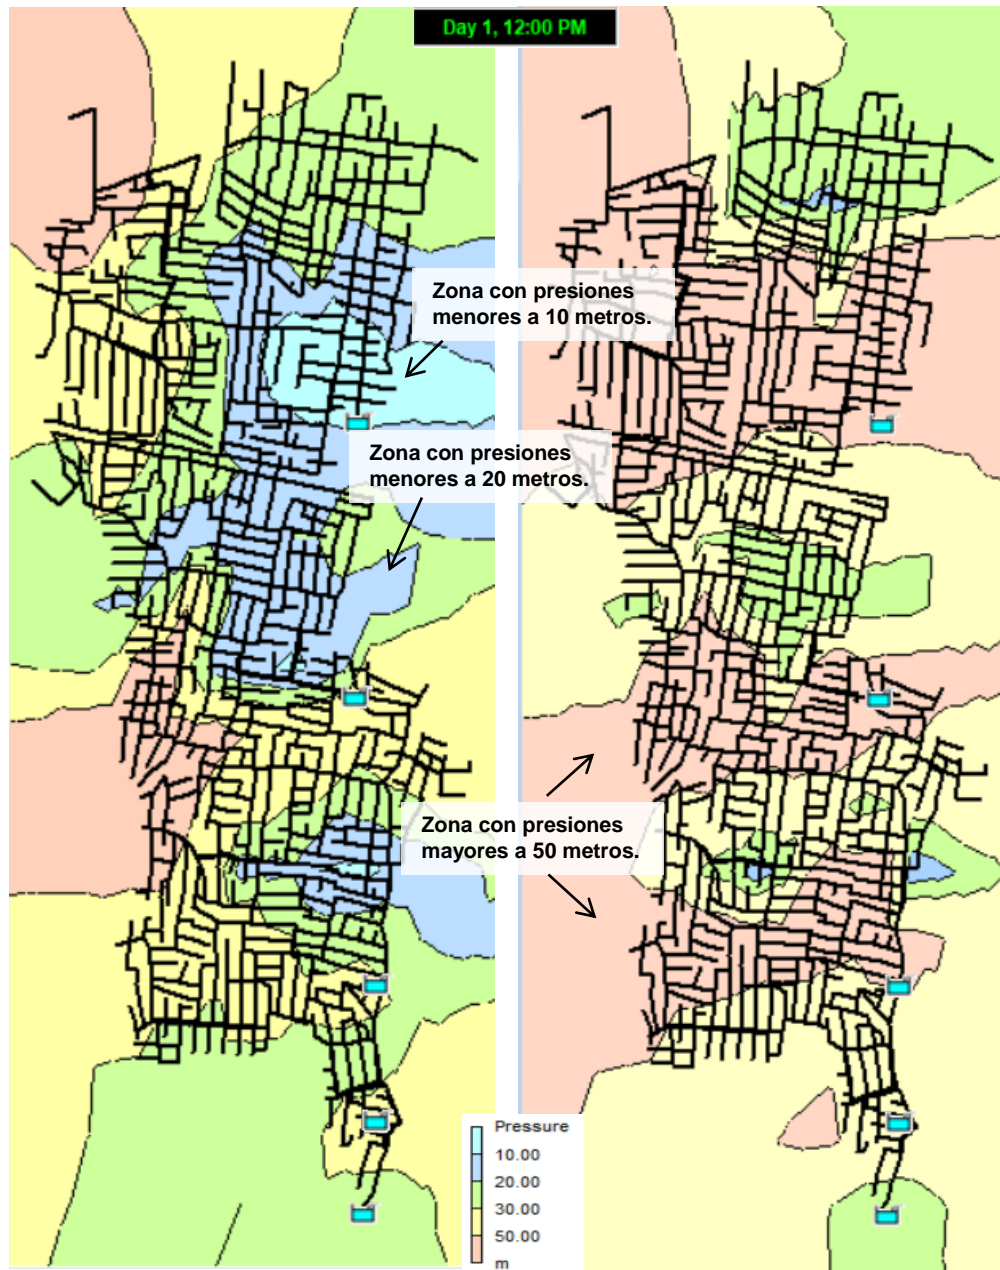 Day 1, 12:00 PM
Zona con presiones
menores a 10 metros.
Zona con presiones
menores a 20 metros.
Zona con presiones
mayores a 50 metros.
Pressure
10.00
20.00
30.00
50.00
m